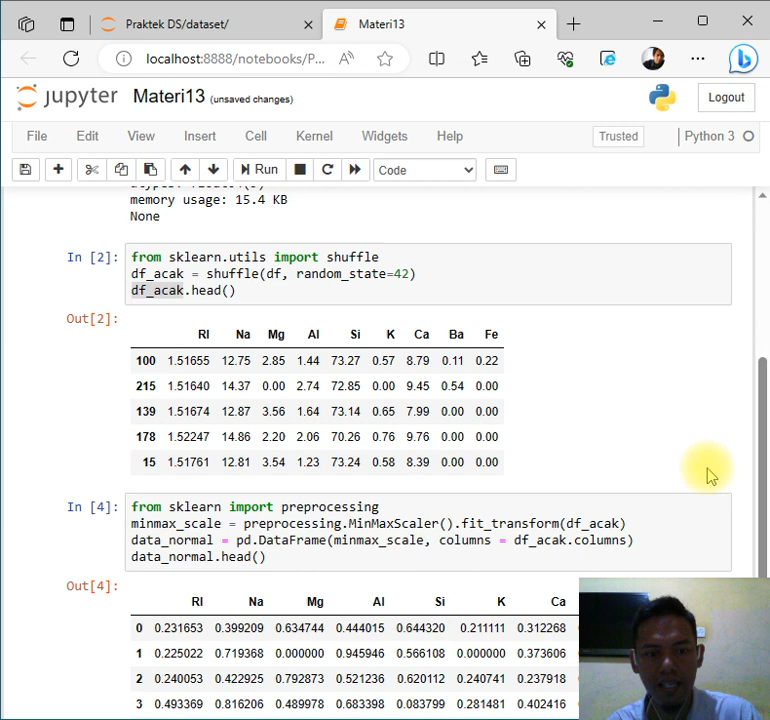 Praktek DS/dataset/
Materi13
localhost:8888/notebooks/P...
jupyter Materi13 (unsaved changes)
Logout
File Edit View Insert Cell Kernel Widgets Help
Trusted
Python 3
Run
Code
memory usage: 15.4 KB
None
In [2]:
from sklearn.utils import shuffle
df_acak = shuffle(df, random_state=42)
df_acak.head()
Out[2]:
RI Na Mg Al Si K Ca Ba Fe
100 1.51655 12.75 2.85 1.44 73.27 0.57 8.79 0.11 0.22
215 1.51640 14.37 0.00 2.74 72.85 0.00 9.45 0.54 0.00
139 1.51674 12.87 3.56 1.64 73.14 0.65 7.99 0.00 0.00
178 1.52247 14.86 2.20 2.06 70.26 0.76 9.76 0.00 0.00
15 1.51761 12.81 3.54 1.23 73.24 0.58 8.39 0.00 0.00
In [4]:
from sklearn import preprocessing
minmax_scale = preprocessing.MinMaxScaler().fit_transform(df_acak)
data_normal = pd.DataFrame(minmax_scale, columns = df_acak.columns)
data_normal.head()
Out[4]:
RI Na Mg Al Si K Ca
0 0.231653 0.399209 0.634744 0.444015 0.644320 0.211111 0.312268
1 0.225022 0.719368 0.000000 0.945946 0.566108 0.000000 0.373606
2 0.240053 0.422925 0.792873 0.521236 0.620112 0.240741 0.237918
3 0.493369 0.816206 0.489978 0.683398 0.083799 0.281481 0.402416